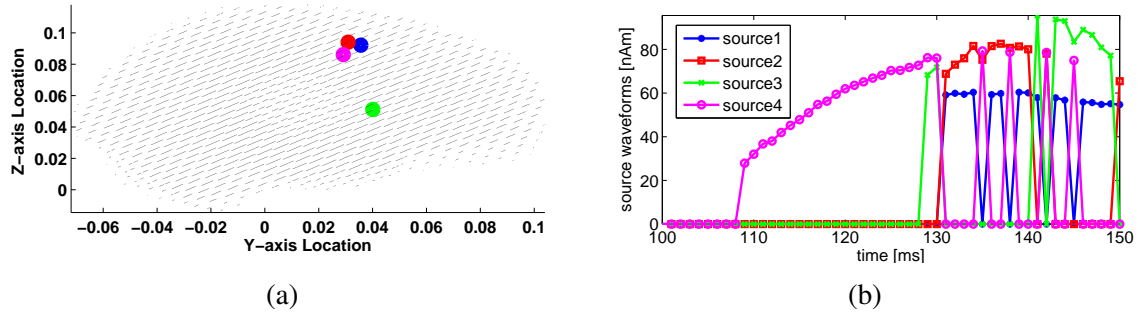 0.1
0.08
0.06
0.04
0.02
0
Z−axis Location
−0.06 −0.04 −0.02 0 0.02 0.04 0.06 0.08 0.1
Y−axis Location
(a)
80
60
40
20
0
source waveforms [nAm]
source1
source2
source3
source4
100 110 120 130 140 150
time [ms]
(b)